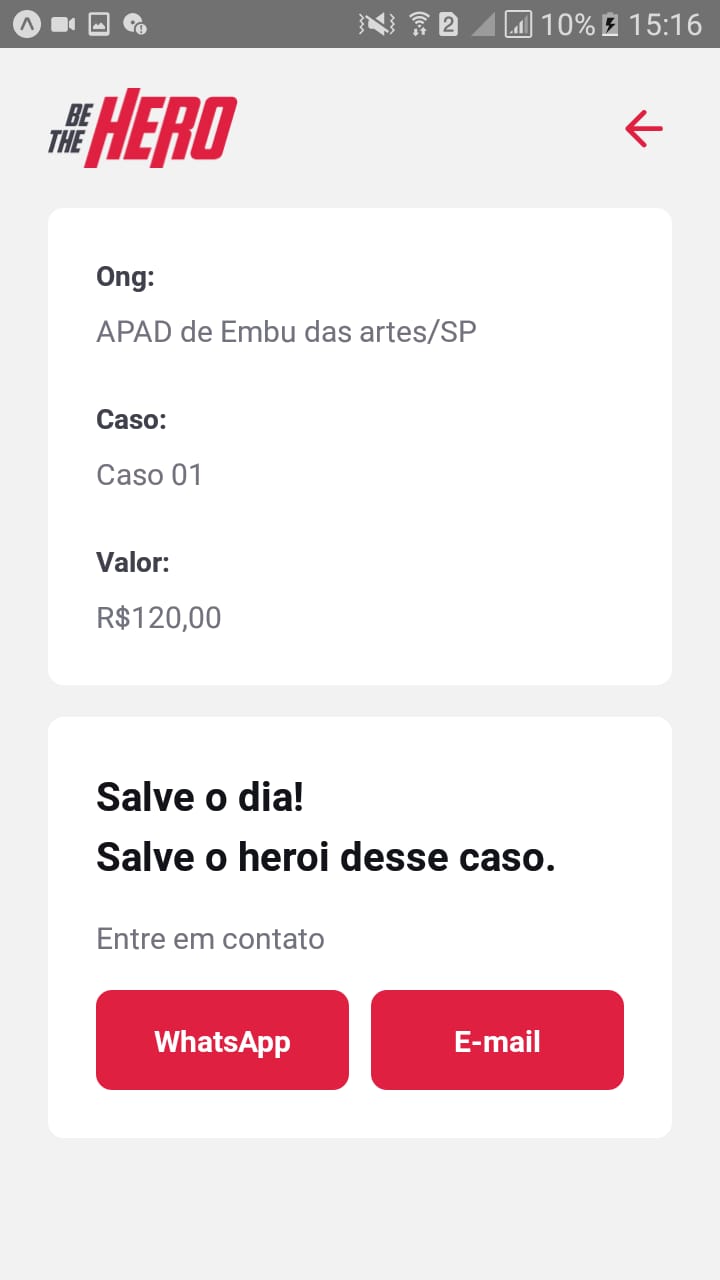 2 10% 15:16
BE
THE HERO
Ong:
APAD de Embu das artes/SP
Caso:
Caso 01
Valor:
R$120,00
Salve o dia!
Salve o heroi desse caso.
Entre em contato
WhatsApp E-mail